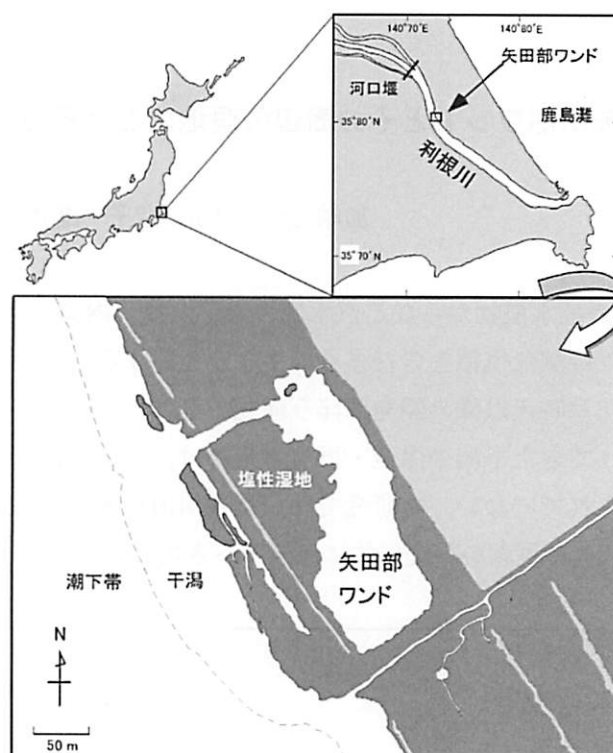 140˚70'E
140˚80'E
矢田部ワンド
河口堰
鹿島灘
35˚80'N
利根川
35˚70'N
塩性湿地
矢田部
ワンド
潮下帯
干潟
N
50 m